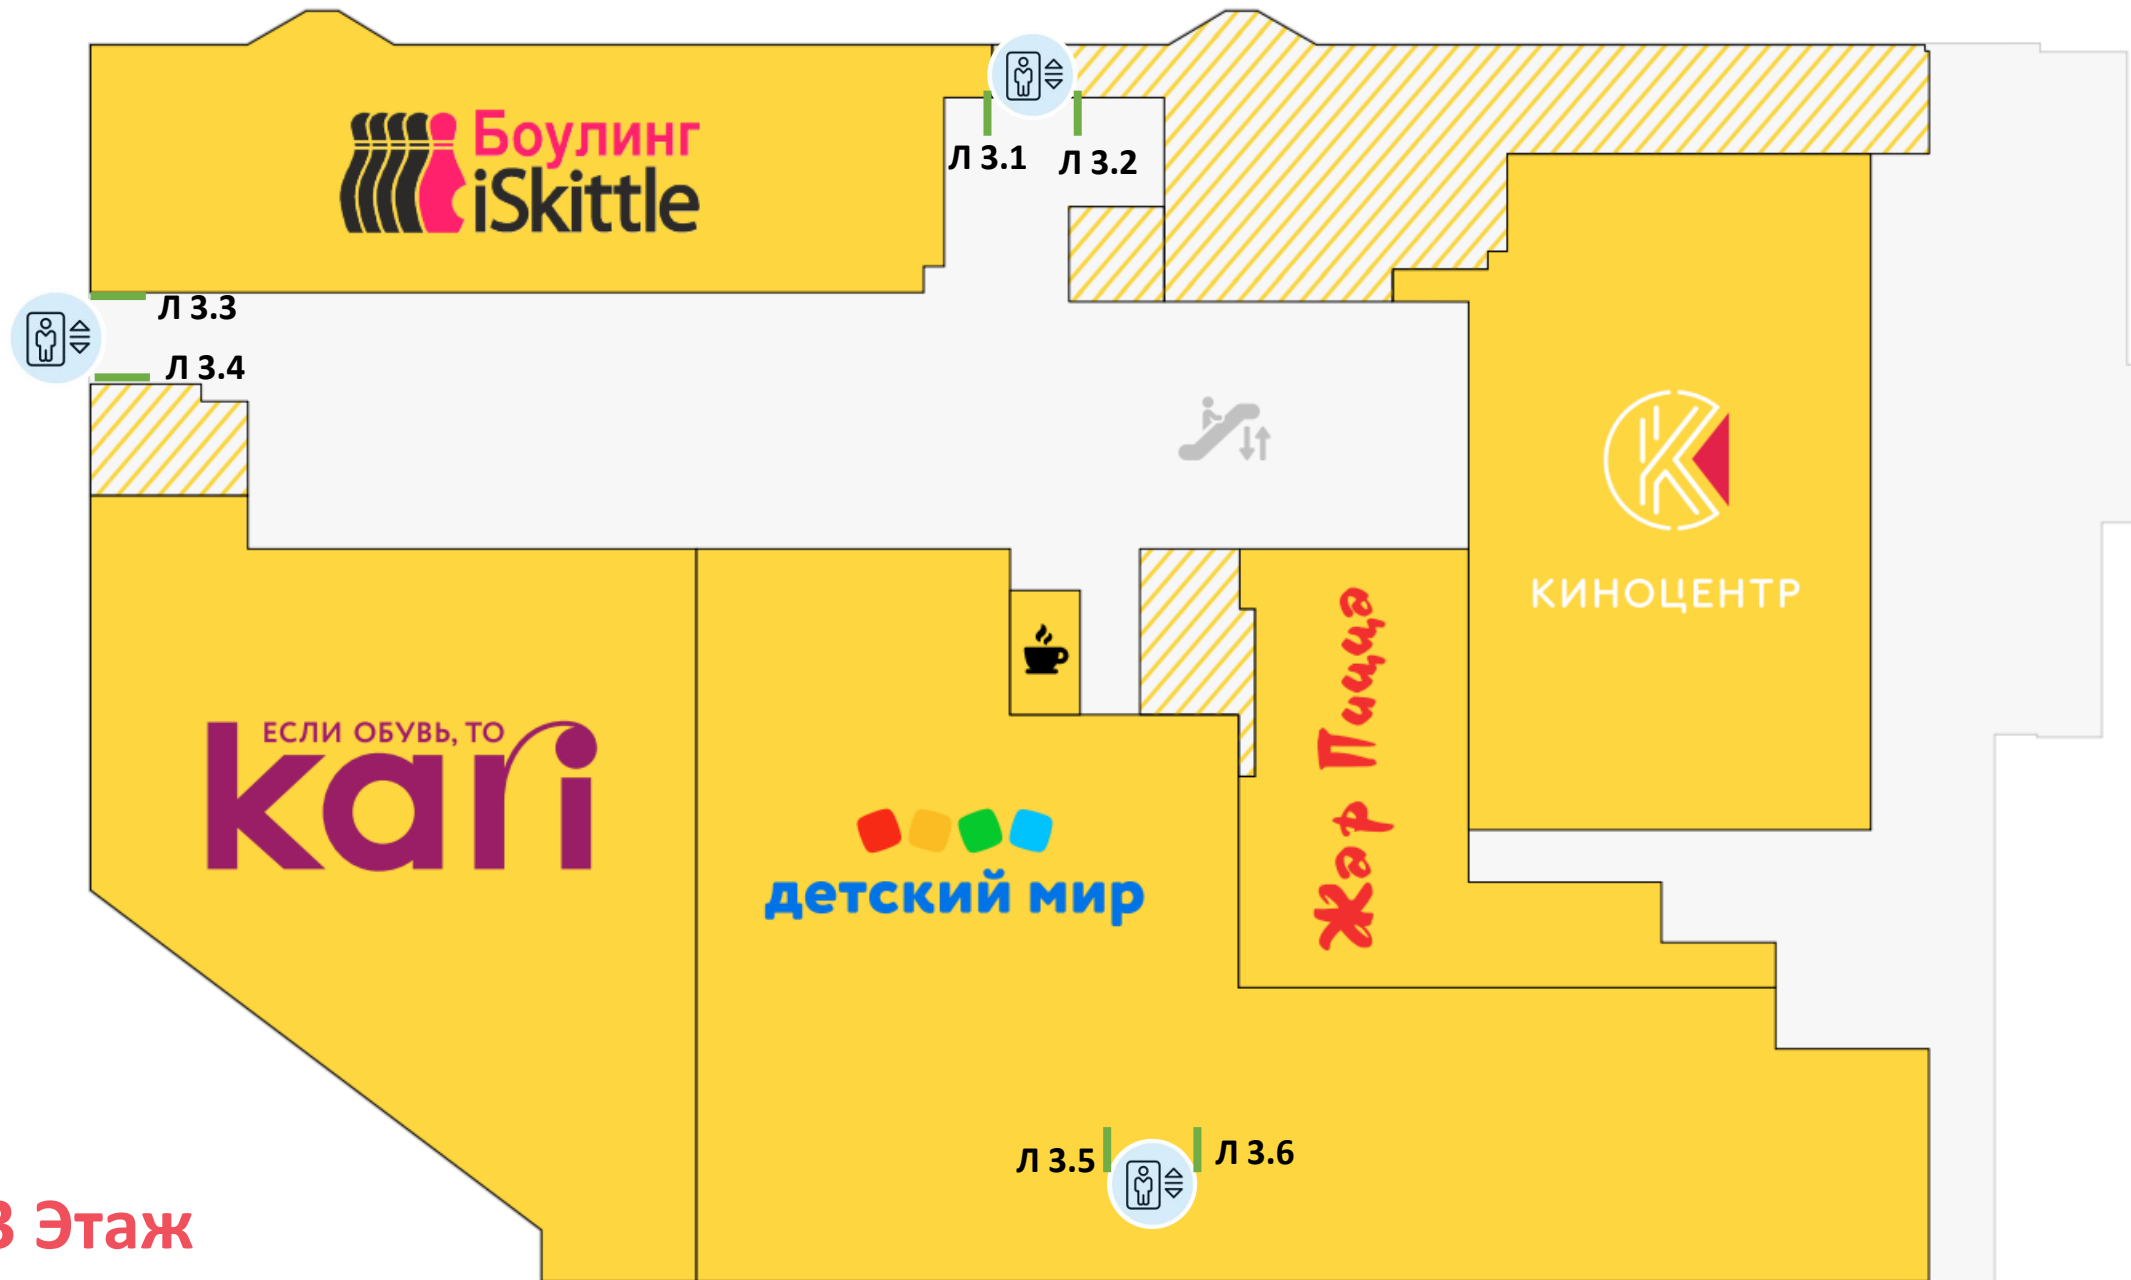 Боулинг
iSkittle
Л 3.1
Л 3.2
Л 3.3
Л 3.4
КИНОЦЕНТР
Жар Пицца
ЕСЛИ ОБУВЬ, ТО
kari
детский мир
Л 3.5
Л 3.6
3 Этаж